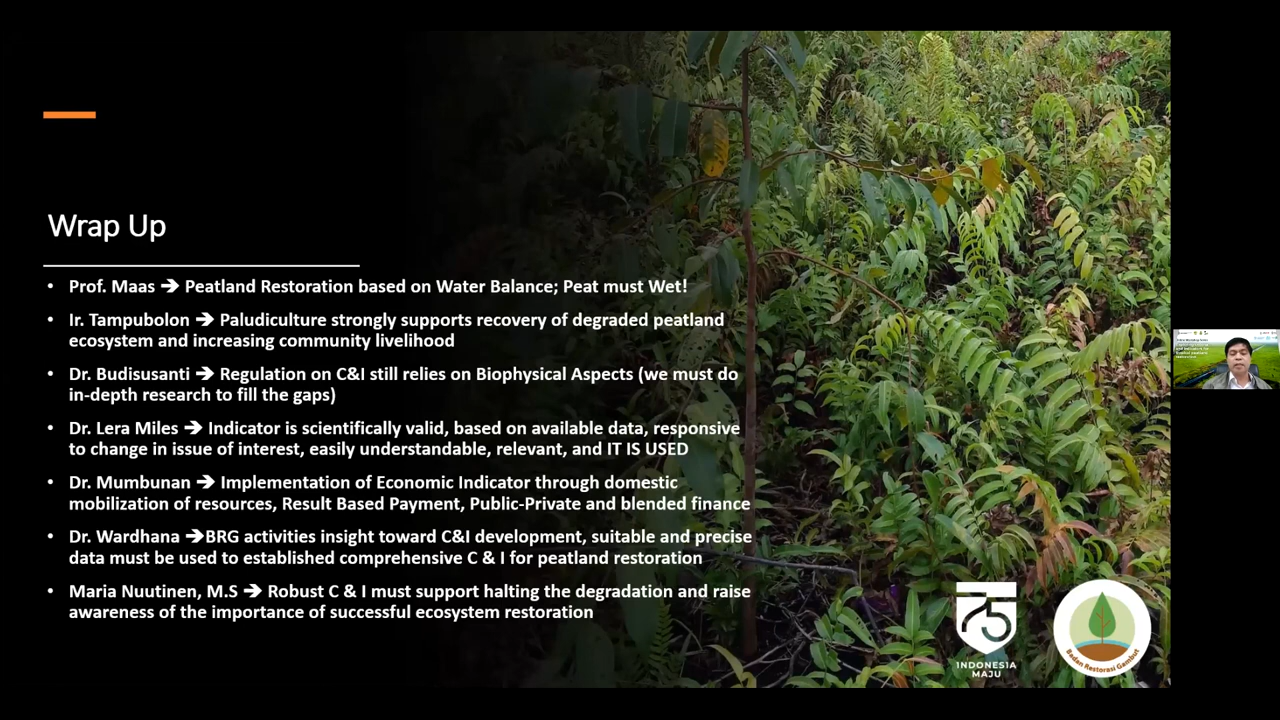 Wrap Up
• Prof. Maas ➔ Peatland Restoration based on Water Balance; Peat must Wet!
• Ir. Tampubolon ➔ Paludiculture strongly supports recovery of degraded peatland
ecosystem and increasing community livelihood
• Dr. Budisusanti ➔ Regulation on C&I still relies on Biophysical Aspects (we must do
in-depth research to fill the gaps)
• Dr. Lera Miles ➔ Indicator is scientifically valid, based on available data, responsive
to change in issue of interest, easily understandable, relevant, and IT IS USED
• Dr. Mumbunan ➔ Implementation of Economic Indicator through domestic
mobilization of resources, Result Based Payment, Public-Private and blended finance
• Dr. Wardhana ➔BRG activities insight toward C&I development, suitable and precise
data must be used to established comprehensive C & I for peatland restoration
• Maria Nuutinen, M.S ➔ Robust C & I must support halting the degradation and raise
awareness of the importance of successful ecosystem restoration
75
INDONESIA
MAJU
Badan Restorasi Gambut